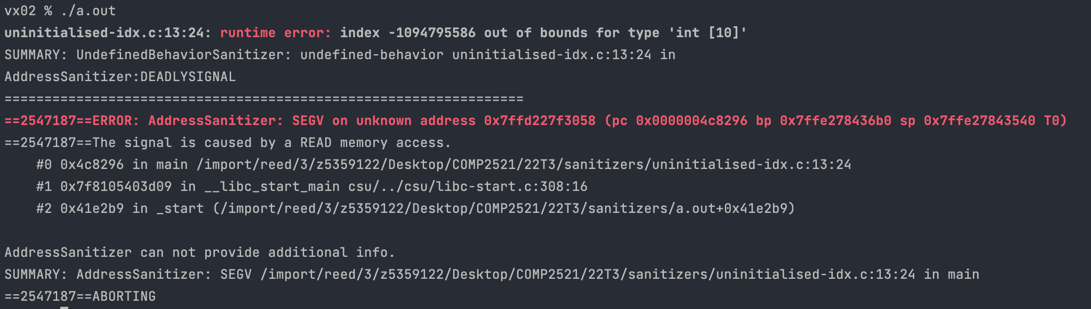 vx02 % ./a.out
uninitialised-idx.c:13:24: runtime error: index -1094795586 out of bounds for type 'int [10]'
SUMMARY: UndefinedBehaviorSanitizer: undefined-behavior uninitialised-idx.c:13:24 in
AddressSanitizer:DEADLYSIGNAL
=================================================================
==2547187==ERROR: AddressSanitizer: SEGV on unknown address 0x7ffd227f3058 (pc 0x0000004c8296 bp 0x7ffe278436b0 sp 0x7ffe27843540 T0)
==2547187==The signal is caused by a READ memory access.
    #0 0x4c8296 in main /import/reed/3/z5359122/Desktop/COMP2521/22T3/sanitizers/uninitialised-idx.c:13:24
    #1 0x7f8105403d09 in __libc_start_main csu/../csu/libc-start.c:308:16
    #2 0x41e2b9 in _start (/import/reed/3/z5359122/Desktop/COMP2521/22T3/sanitizers/a.out+0x41e2b9)

AddressSanitizer can not provide additional info.
SUMMARY: AddressSanitizer: SEGV /import/reed/3/z5359122/Desktop/COMP2521/22T3/sanitizers/uninitialised-idx.c:13:24 in main
==2547187==ABORTING